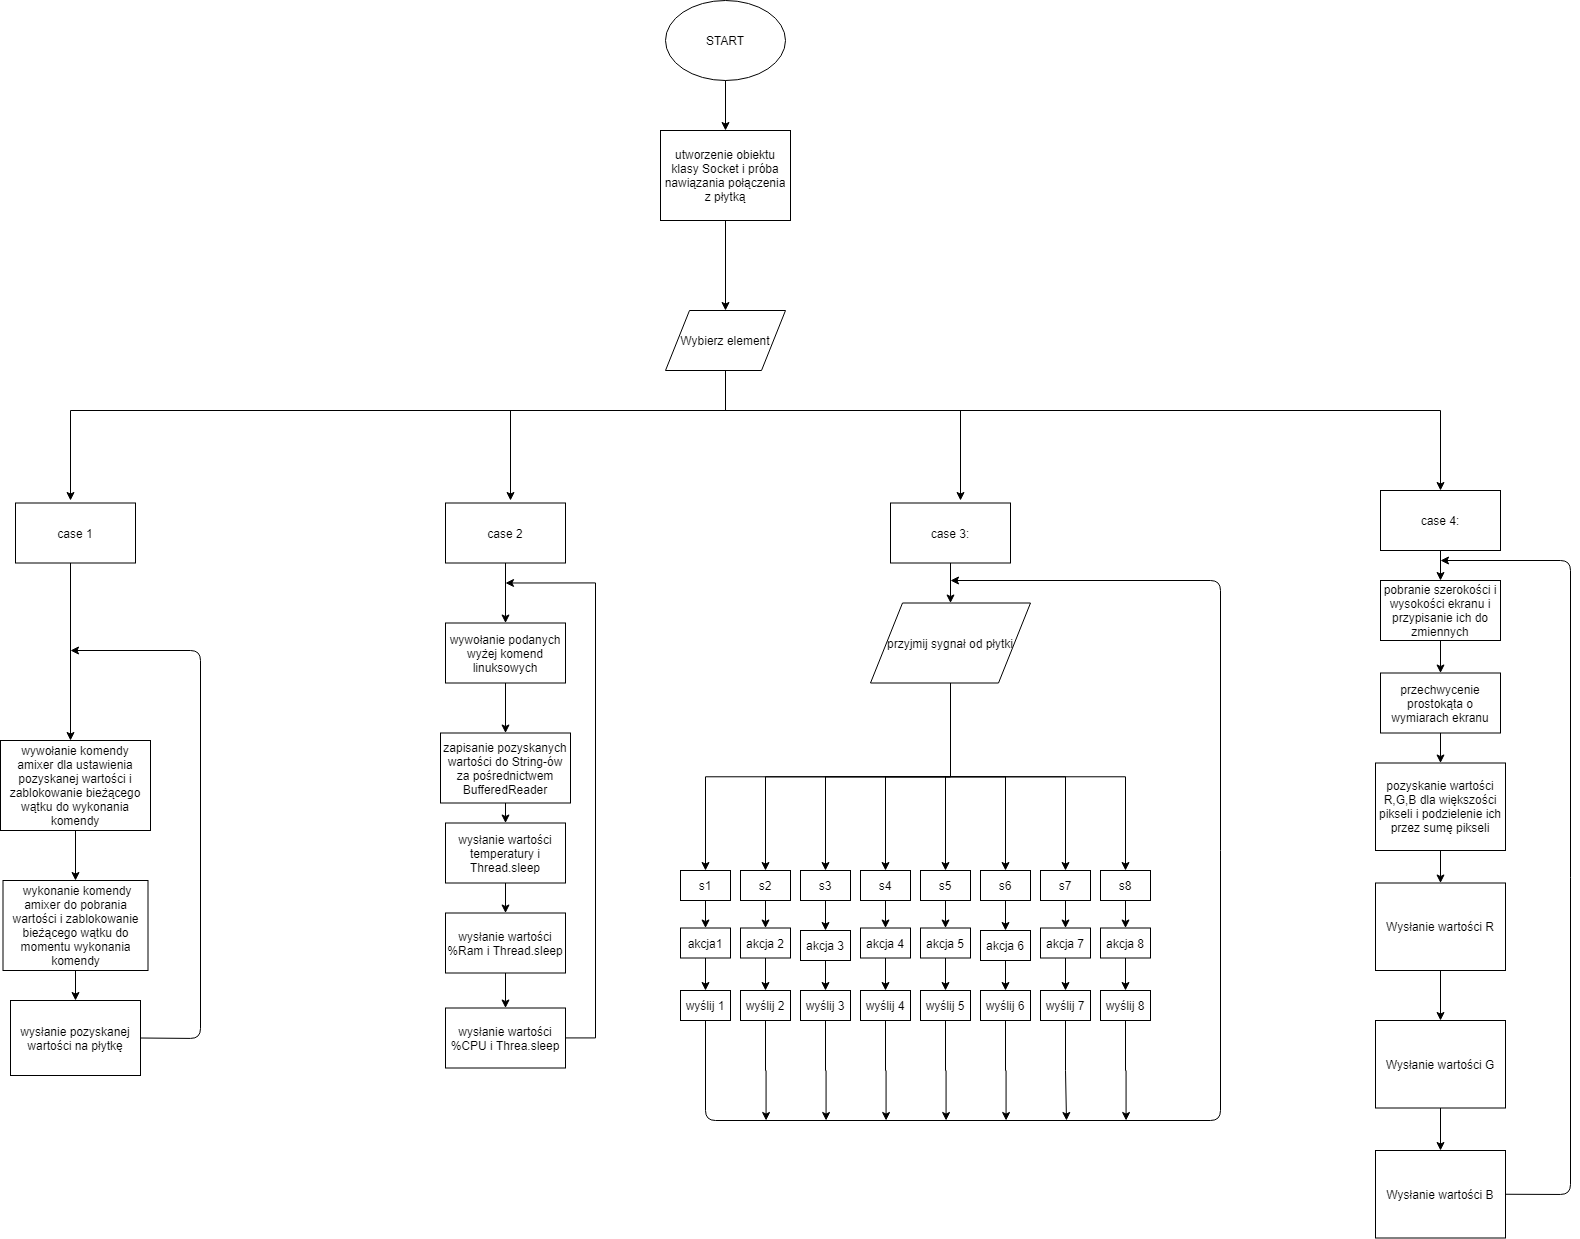 START
utworzenie obiektu
klasy Socket i próba
nawiązania połączenia
z płytką
Wybierz element
case 1
wywołanie komendy
amixer dla ustawienia
pozyskanej wartości i
zablokowanie bieżącego
wątku do wykonania
komendy
wykonanie komendy
amixer do pobrania
wartości i zablokowanie
bieżącego wątku do
momentu wykonania
komendy
wysłanie pozyskanej
wartości na płytkę
case 2
wywołanie podanych
wyżej komend
linuksowych
zapisanie pozyskanych
wartości do String-ów
za pośrednictwem
BufferedReader
wysłanie wartości
temperatury i
Thread.sleep
wysłanie wartości
%Ram i Thread.sleep
wysłanie wartości
%CPU i Threa.sleep
case 3:
przyjmij sygnał od płytki
s1
s2
s3
s4
s5
s6
s7
s8
akcja1
akcja 2
akcja 3
akcja 4
akcja 5
akcja 6
akcja 7
akcja 8
wyślij 1
wyślij 2
wyślij 3
wyślij 4
wyślij 5
wyślij 6
wyślij 7
wyślij 8
case 4:
pobranie szerokości i
wysokości ekranu i
przypisanie ich do
zmiennych
przechwycenie
prostokąta o
wymiarach ekranu
pozyskanie wartości
R,G,B dla większości
pikseli i podzielenie ich
przez sumę pikseli
Wysłanie wartości R
Wysłanie wartości G
Wysłanie wartości B